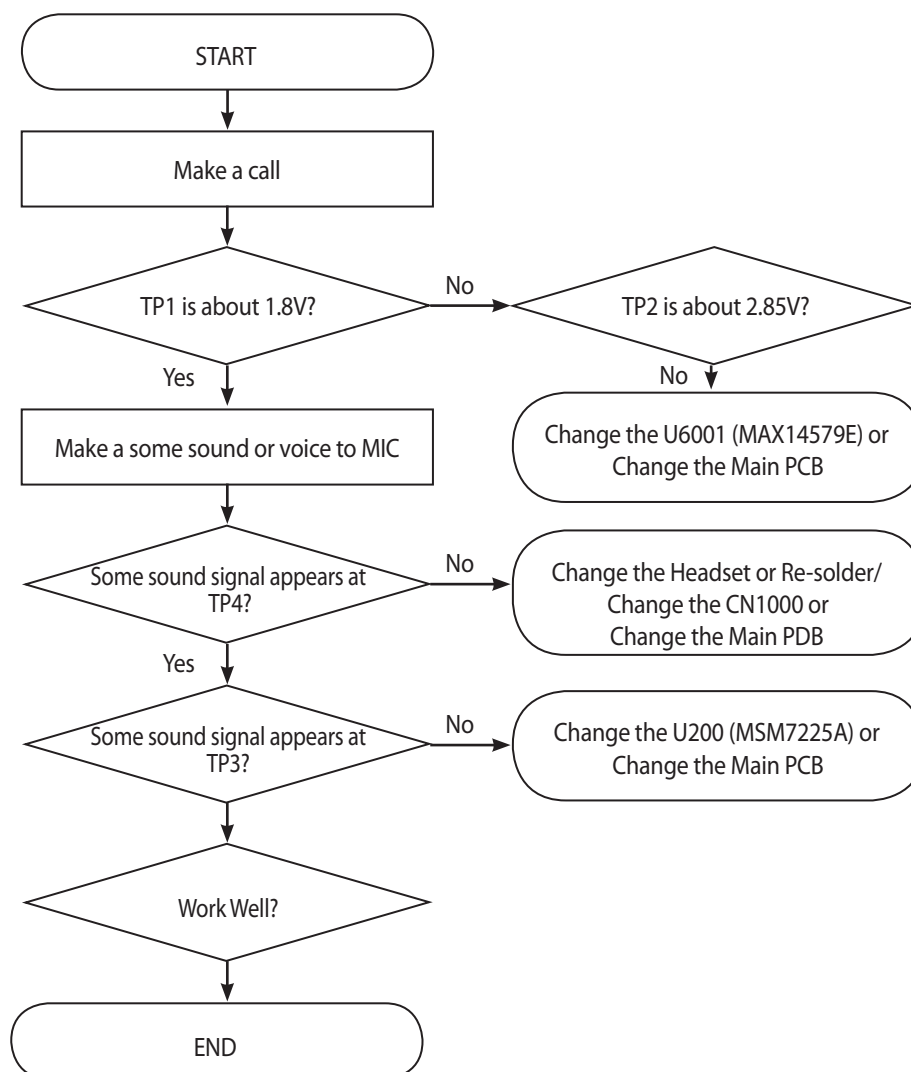 START
Make a call
TP1 is about 1.8V?
No
TP2 is about 2.85V?
Yes
No
Make a some sound or voice to MIC
Change the U6001 (MAX14579E) or
Change the Main PCB
Some sound signal appears at
TP4?
No
Change the Headset or Re-solder/
Change the CN1000 or
Change the Main PDB
Yes
Some sound signal appears at
TP3?
No
Change the U200 (MSM7225A) or
Change the Main PCB
Work Well?
END